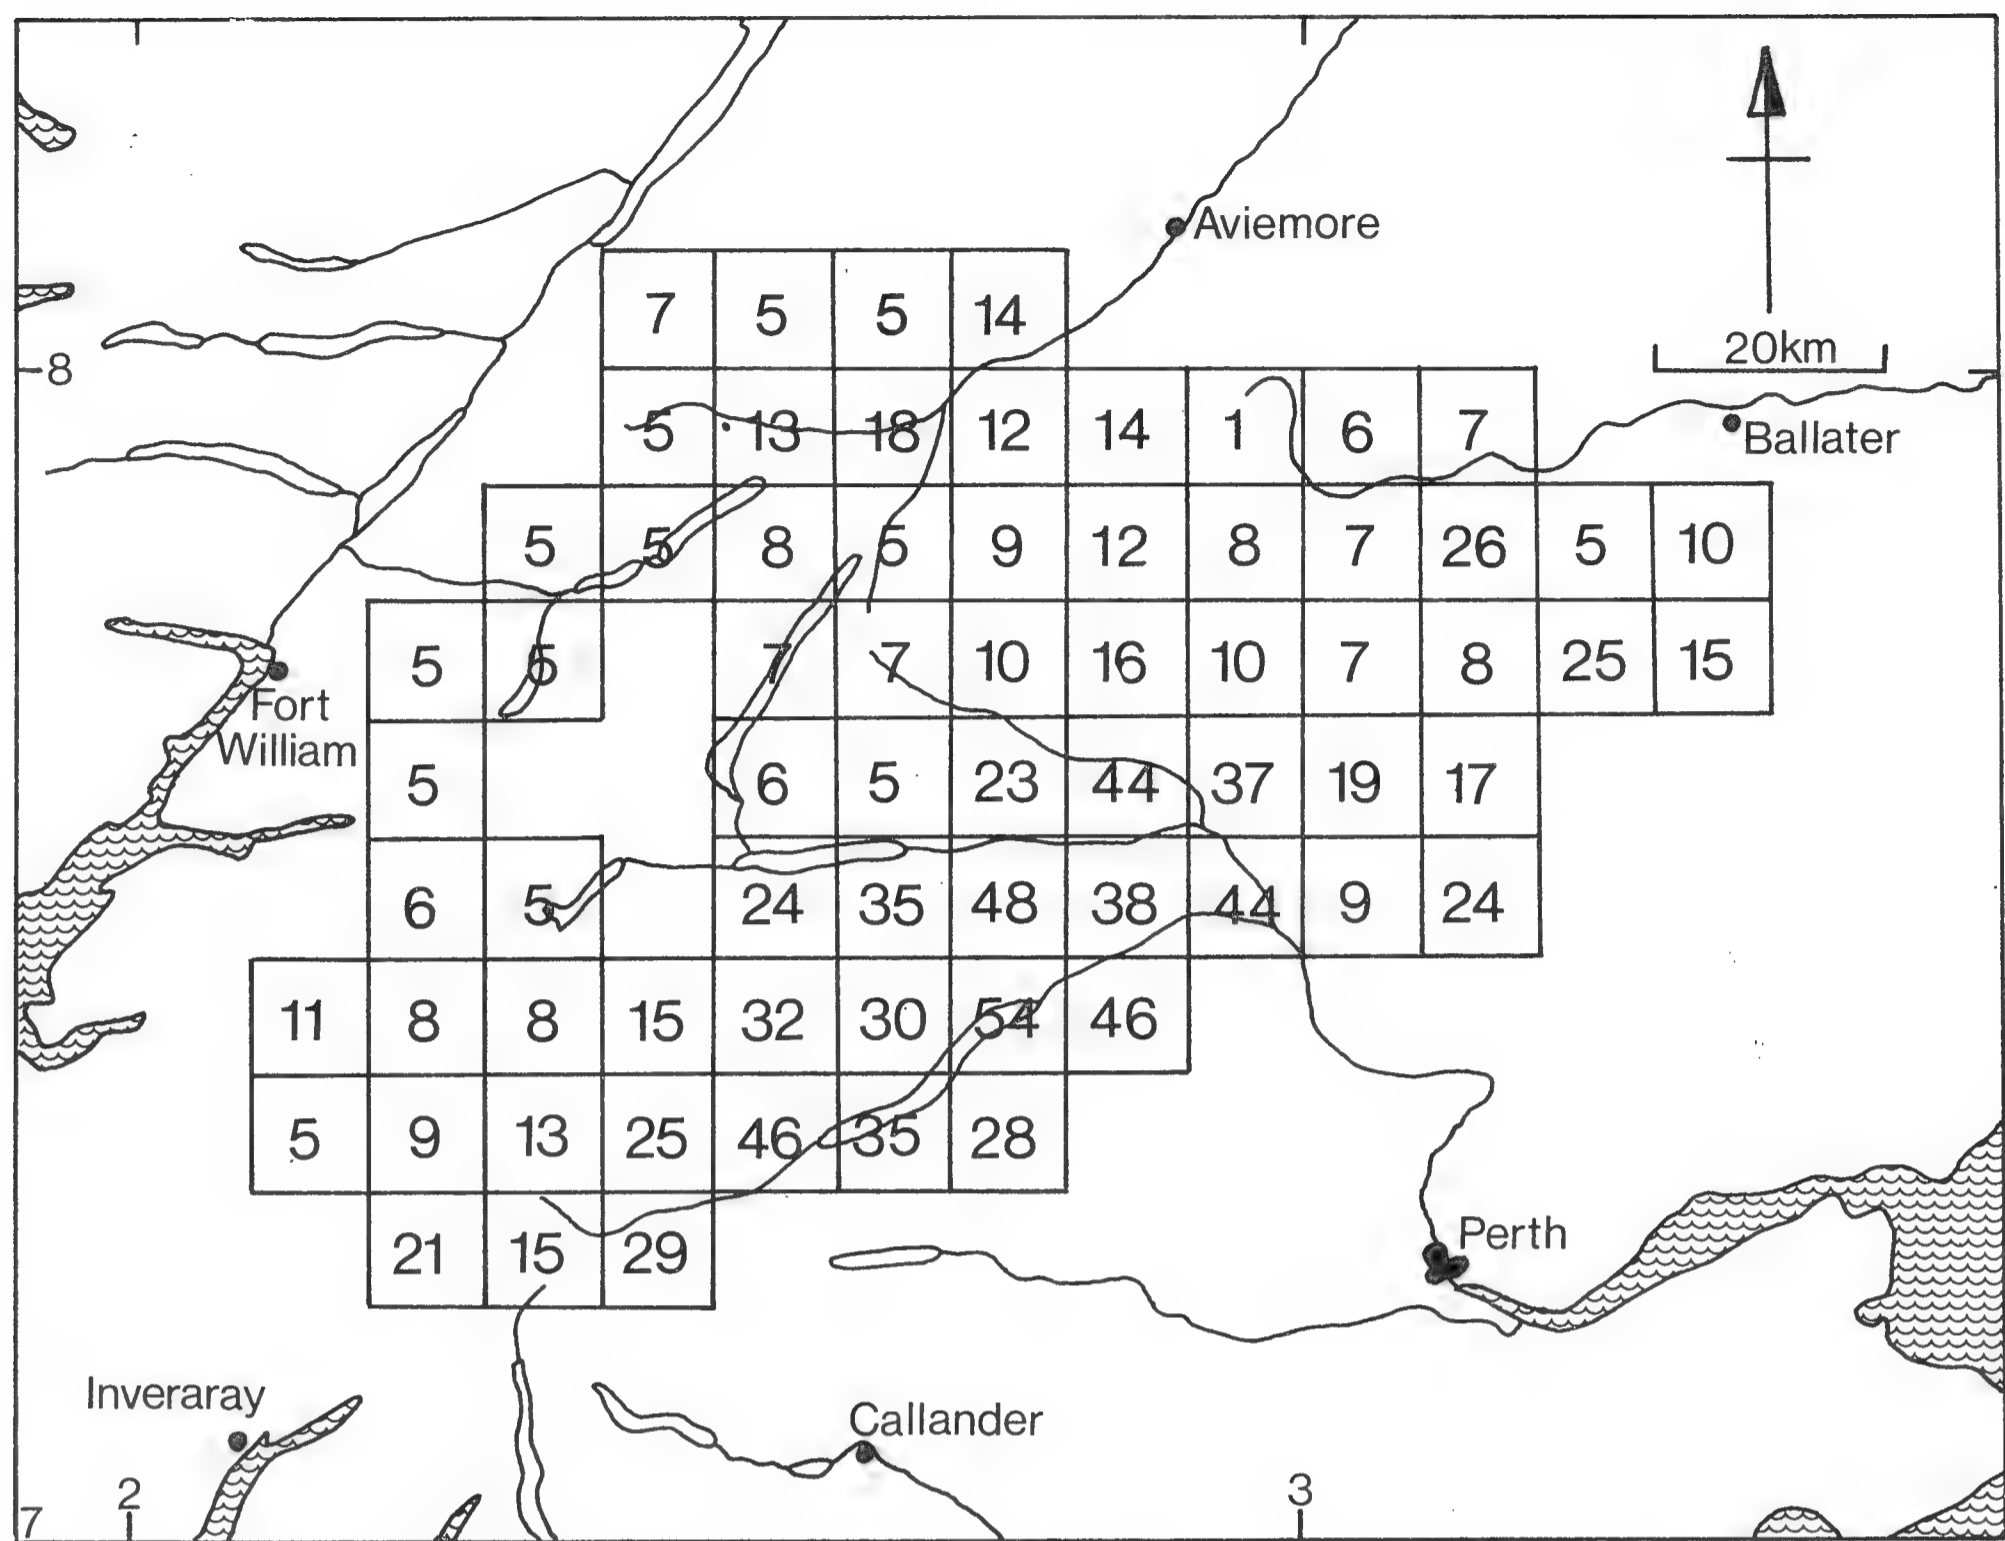 Aviemore
7 5 5 14
20km
8
5 13 18 12 14 1 6 7
Ballater
5 5 8 5 9 12 8 7 26 5 10
5 5 7 7 10 16 10 7 8 25 15
Fort
William
5 6 5 23 44 37 19 17
6 5 24 35 48 38 44 9 24
11 8 8 15 32 30 54 46
5 9 13 25 46 35 28
21 15 29
Perth
Inveraray
Callander
7 2 3